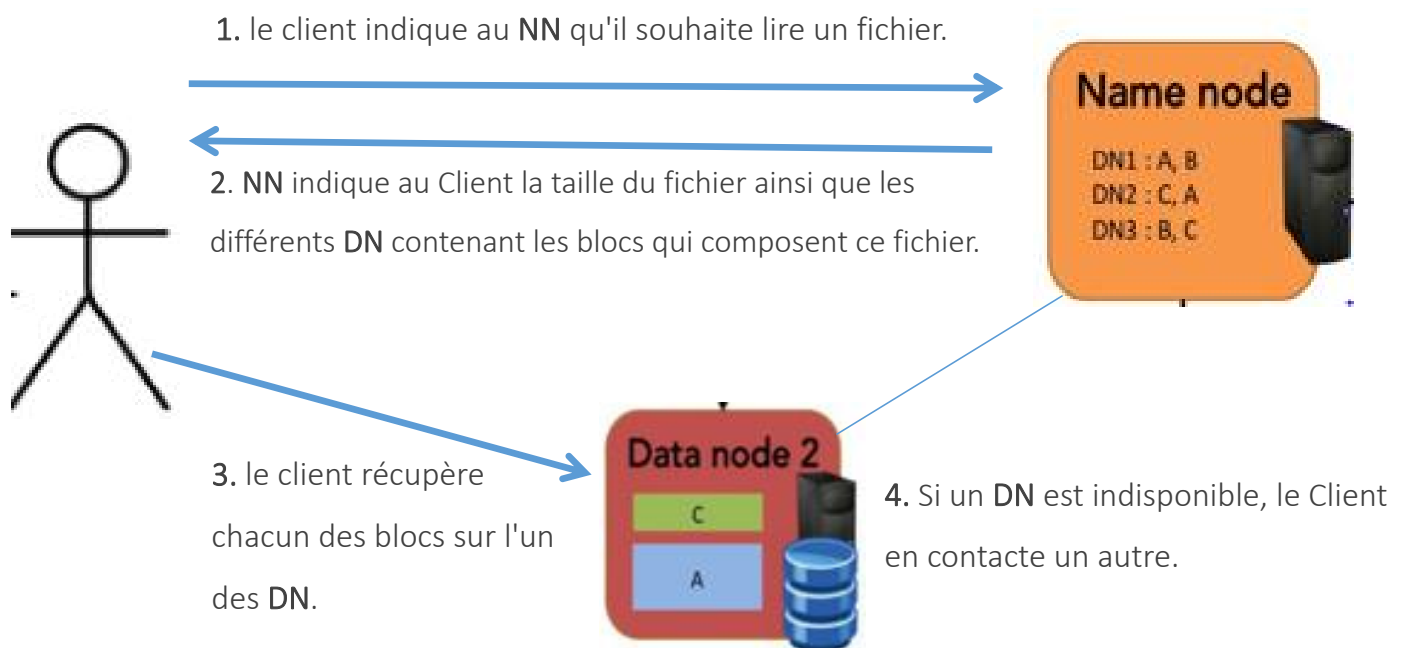 1. le client indique au NN qu'il souhaite lire un fichier.
Name node
DN1 : A, B
DN2 : C, A
DN3 : B, C
2. NN indique au Client la taille du fichier ainsi que les
différents DN contenant les blocs qui composent ce fichier.
3. le client récupère
chacun des blocs sur l'un
des DN.
Data node 2
C
A
4. Si un DN est indisponible, le Client
en contacte un autre.